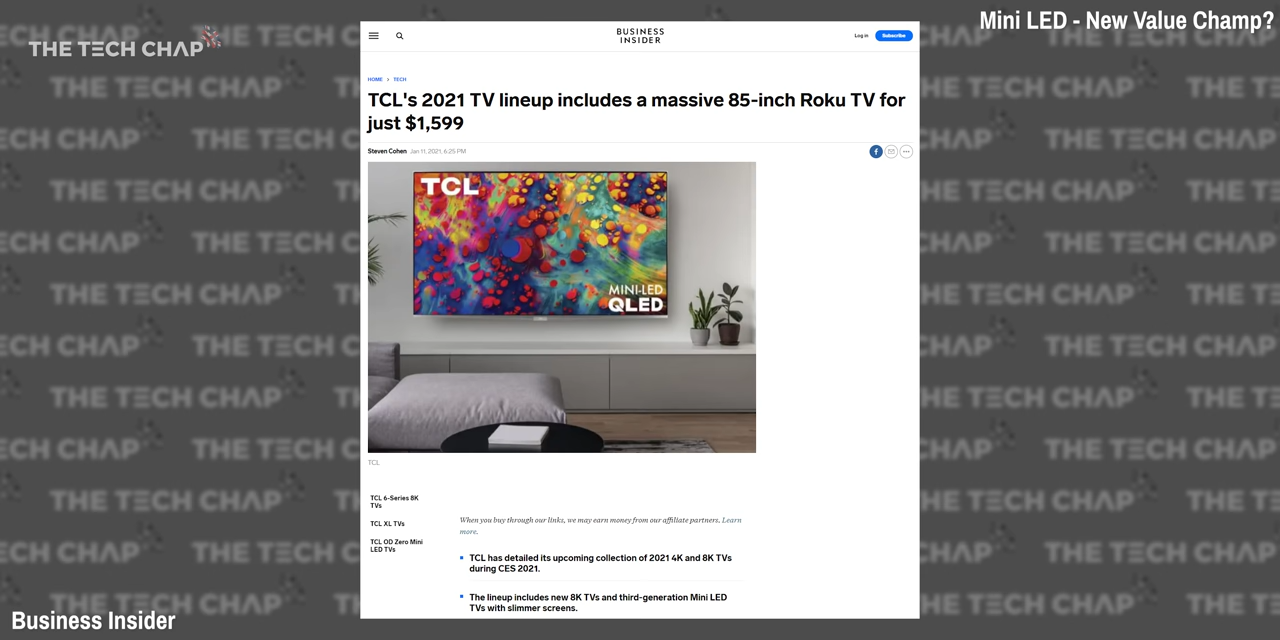 Mini LED - New Value Champ?
THE TECH CHAP
BUSINESS
INSIDER
Log in
Subscribe
HOME > TECH
TCL's 2021 TV lineup includes a massive 85-inch Roku TV for
just $1,599
Steven Cohen Jan 11, 2021, 6:25 PM
TCL
MINI-LED
QLED
TCL
TCL 6-Series 8K
TVs
TCL XL TVs
TCL OD Zero Mini
LED TVs
When you buy through our links, we may earn money from our affiliate partners. Learn
more.
TCL has detailed its upcoming collection of 2021 4K and 8K TVs
during CES 2021.
The lineup includes new 8K TVs and third-generation Mini LED
TVs with slimmer screens.
Business Insider